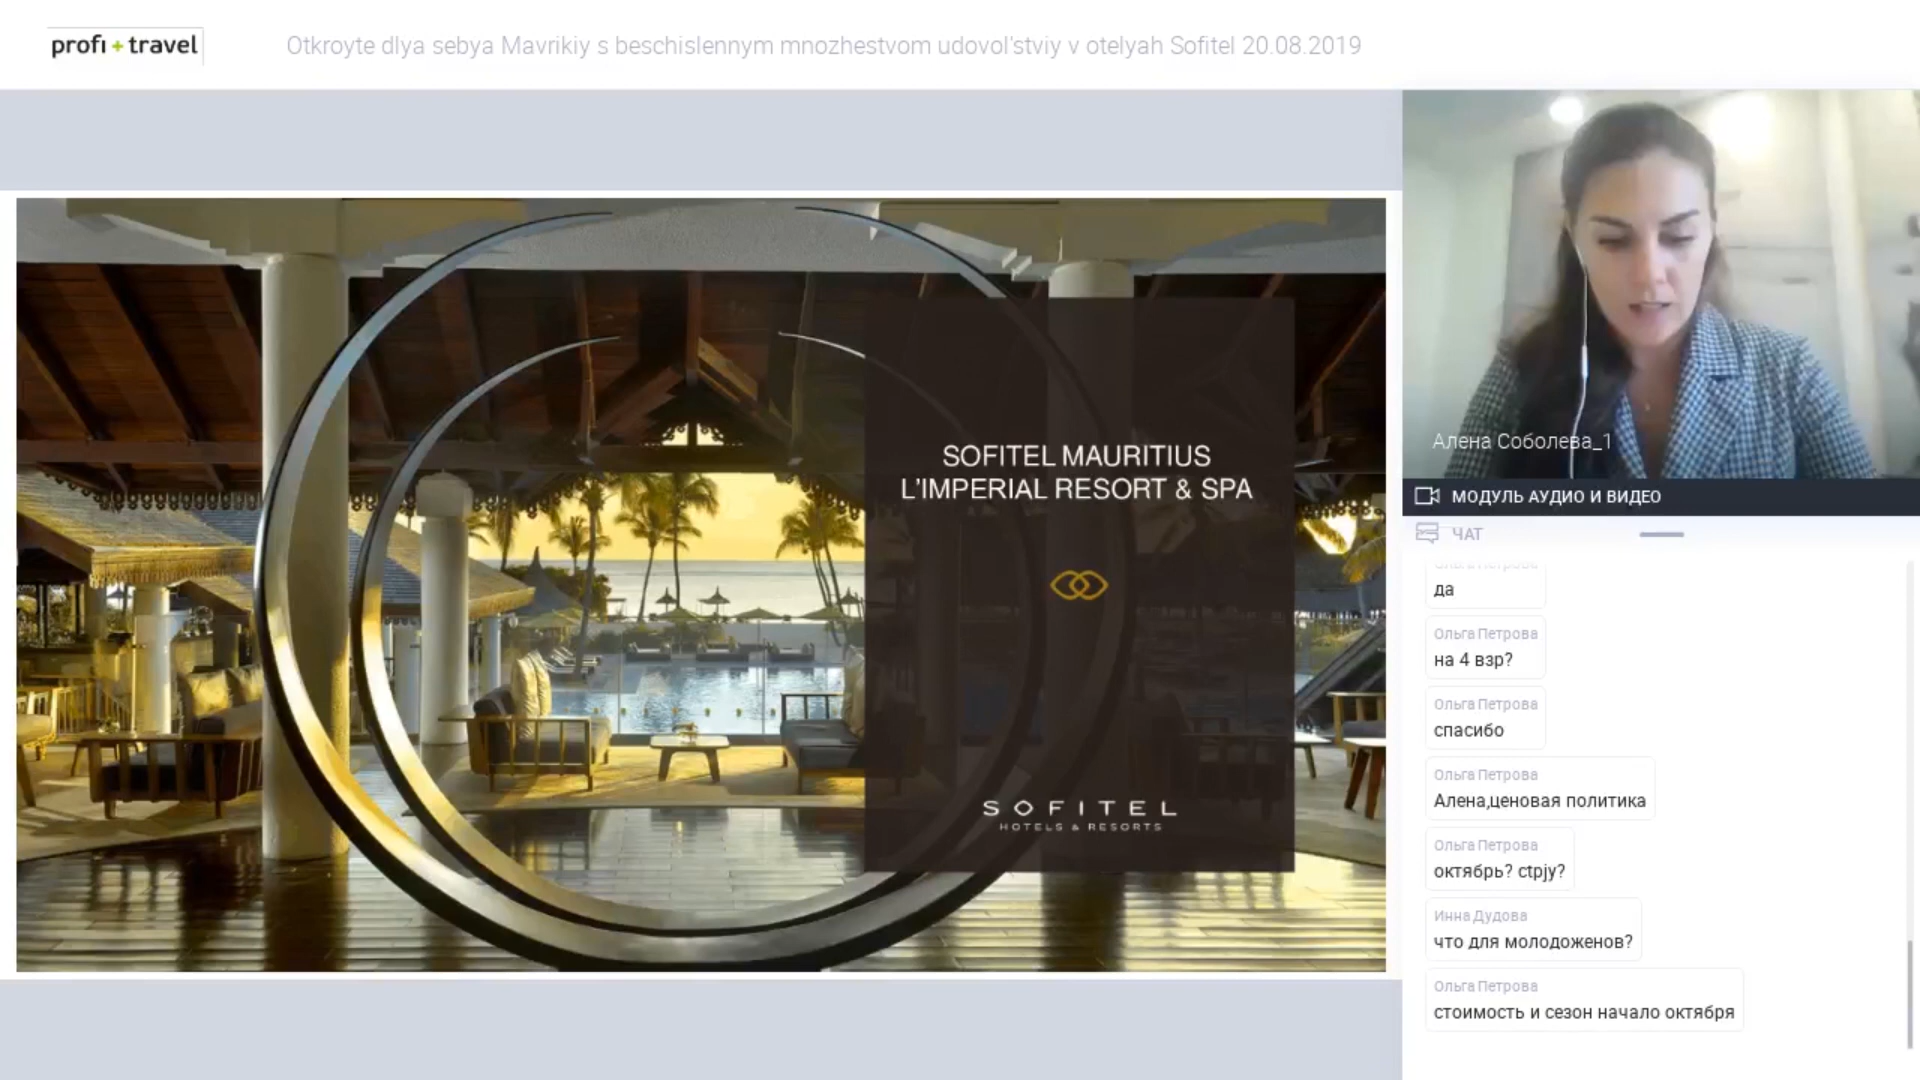 profi + travel
Otkroyte dlya sebya Mavrikiy s beschislennym mnozhestvom udovol'stviy v otelyah Sofitel 20.08.2019
SOFITEL MAURITIUS
L'IMPERIAL RESORT & SPA
SOFITEL
HOTELS & RESORTS
Алена Соболева_1
МОДУЛЬ АУДИО И ВИДЕО
ЧАТ
да
Ольга Петрова
на 4 взр?
Ольга Петрова
спасибо
Ольга Петрова
Алена,ценовая политика
Ольга Петрова
октябрь? ctpjy?
Инна Дудова
что для молодоженов?
Ольга Петрова
стоимость и сезон начало октября